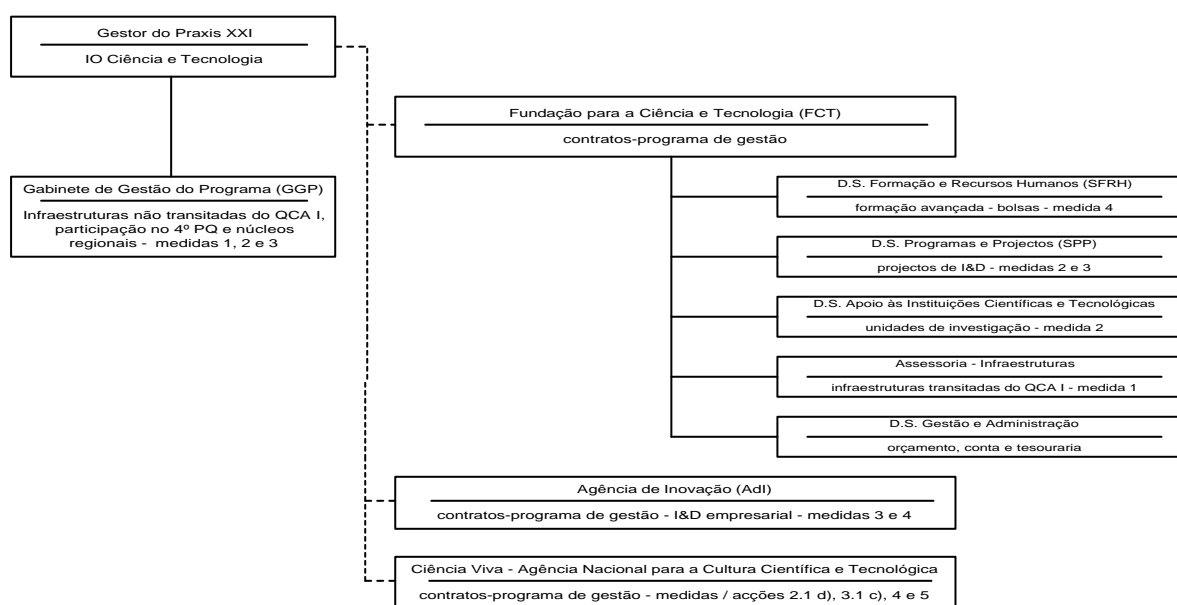 Gestor do Praxis XXI
IO Ciência e Tecnologia
Fundação para a Ciência e Tecnologia (FCT)
contratos-programa de gestão
Gabinete de Gestão do Programa (GGP)
Infraestruturas não transitadas do QCA I,
participação no 4º PQ e núcleos
regionais - medidas 1, 2 e 3
D.S. Formação e Recursos Humanos (SFRH)
formação avançada - bolsas - medida 4
D.S. Programas e Projectos (SPP)
projectos de I&D - medidas 2 e 3
D.S. Apoio às Instituições Científicas e Tecnológicas
unidades de investigação - medida 2
Assessoria - Infraestruturas
infraestruturas transitadas do QCA I - medida 1
D.S. Gestão e Administração
orçamento, conta e tesouraria
Agência de Inovação (AdI)
contratos-programa de gestão - I&D empresarial - medidas 3 e 4
Ciência Viva - Agência Nacional para a Cultura Científica e Tecnológica
contratos-programa de gestão - medidas / acções 2.1 d), 3.1 c), 4 e 5